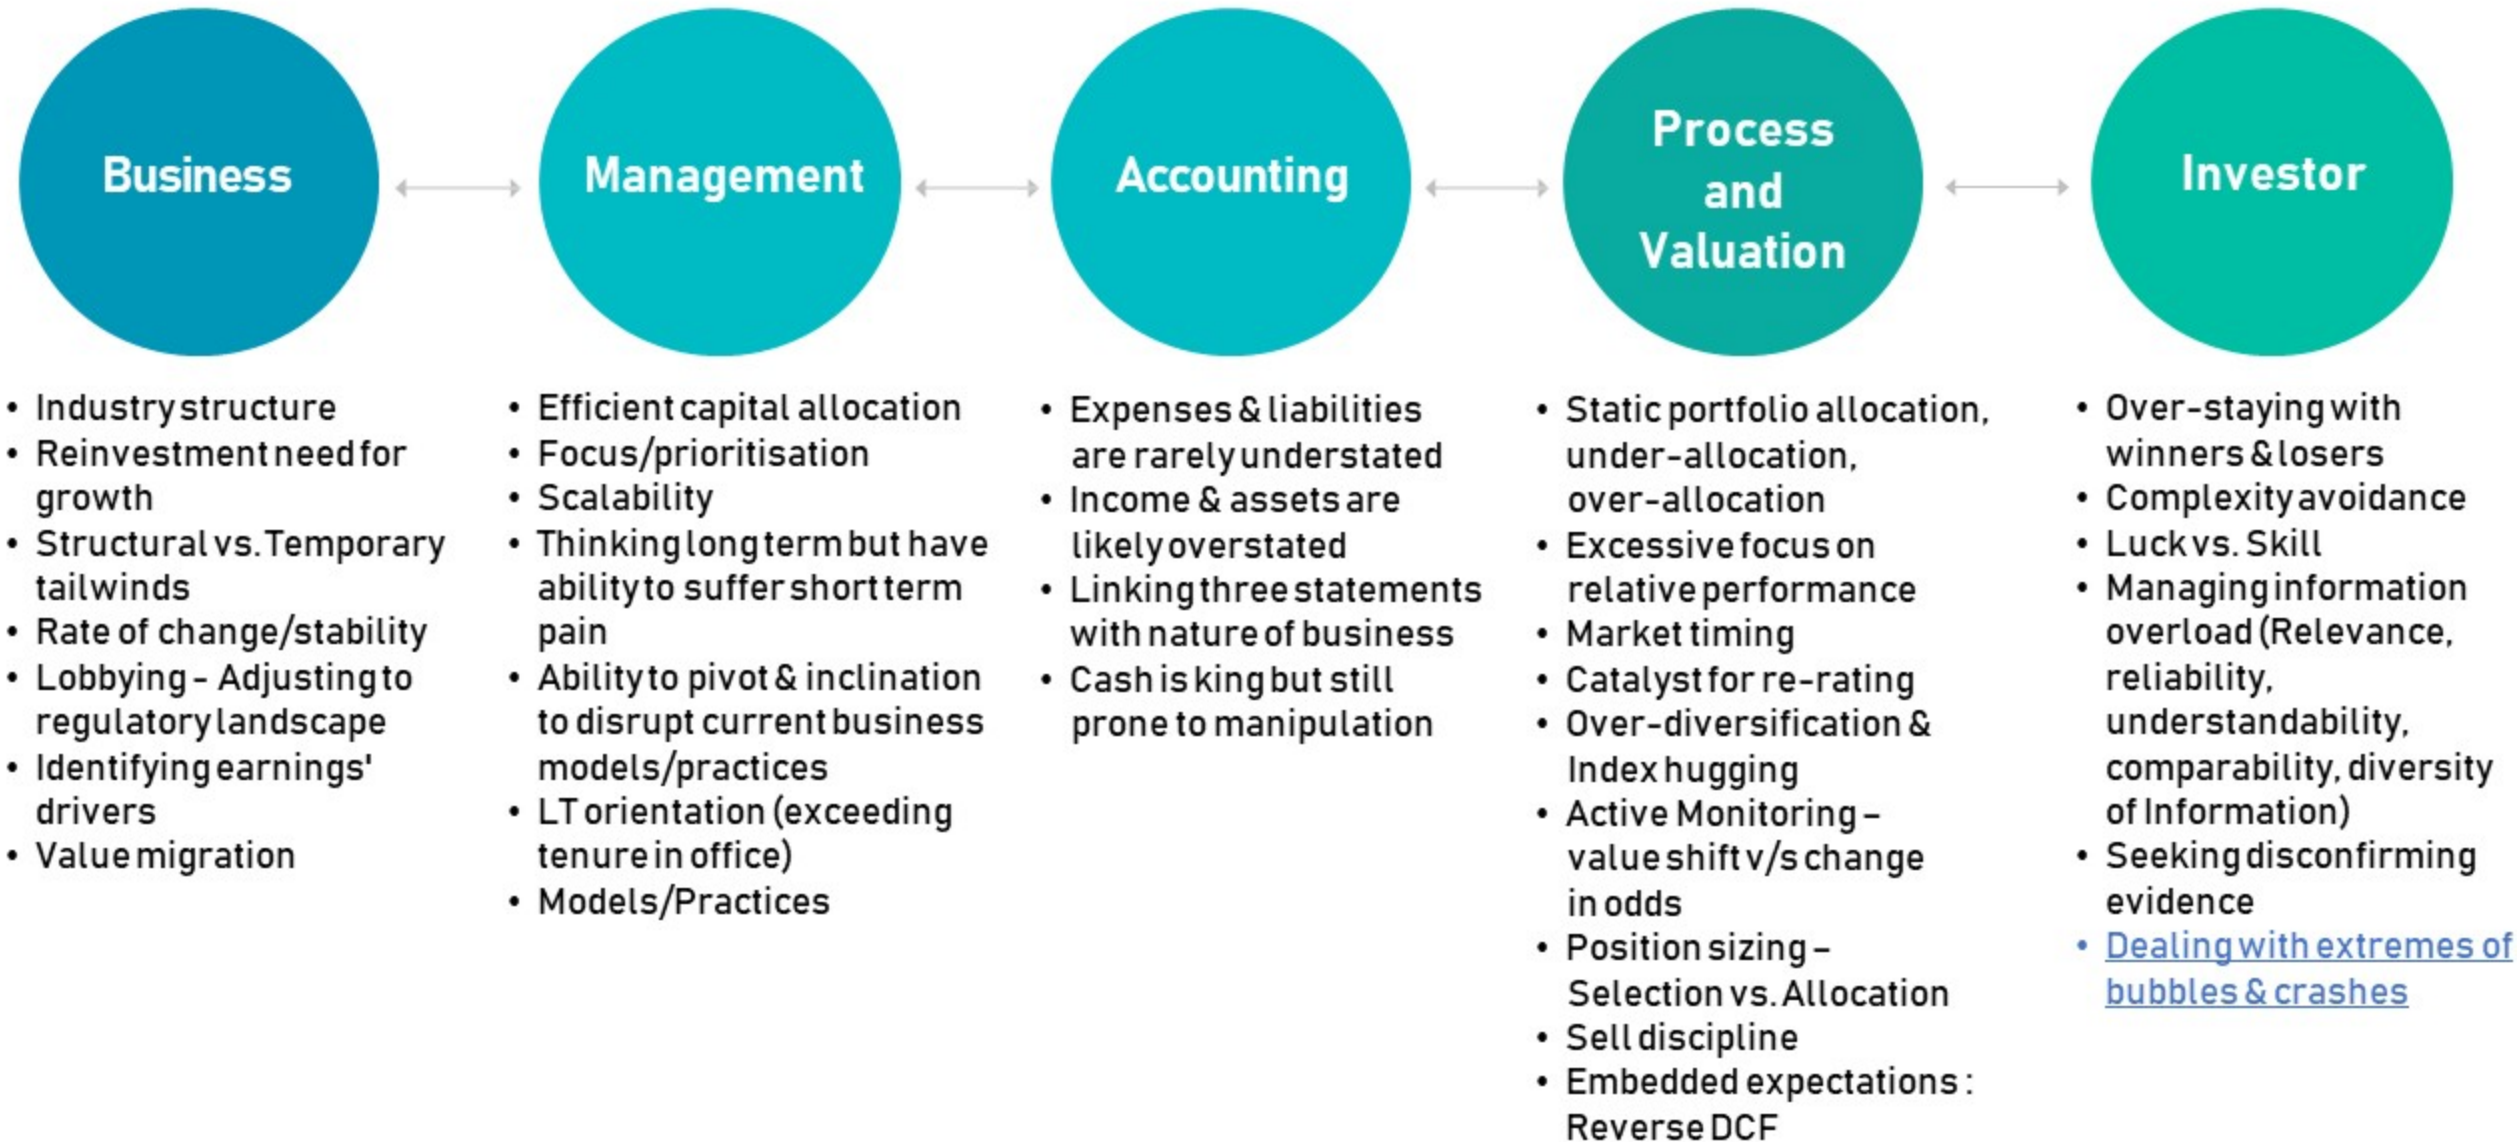 Business
Management
Accounting
Process
and
Valuation
Investor
• Industry structure
• Reinvestment need for
growth
• Structural vs. Temporary
tailwinds
• Rate of change/stability
• Lobbying - Adjusting to
regulatory landscape
• Identifying earnings'
drivers
• Value migration
• Efficient capital allocation
• Focus/prioritisation
• Scalability
• Thinking long term but have
ability to suffer short term
pain
• Ability to pivot & inclination
to disrupt current business
models/practices
• LT orientation (exceeding
tenure in office)
• Models/Practices
• Expenses & liabilities
are rarely understated
• Income & assets are
likely overstated
• Linking three statements
with nature of business
• Cash is king but still
prone to manipulation
• Static portfolio allocation,
under-allocation,
over-allocation
• Excessive focus on
relative performance
• Market timing
• Catalyst for re-rating
• Over-diversification &
Index hugging
• Active Monitoring –
value shift v/s change
in odds
• Position sizing –
Selection vs. Allocation
• Sell discipline
• Embedded expectations :
Reverse DCF
• Over-staying with
winners & losers
• Complexity avoidance
• Luck vs. Skill
• Managing information
overload (Relevance,
reliability,
understandability,
comparability, diversity
of Information)
• Seeking disconfirming
evidence
• Dealing with extremes of
bubbles & crashes